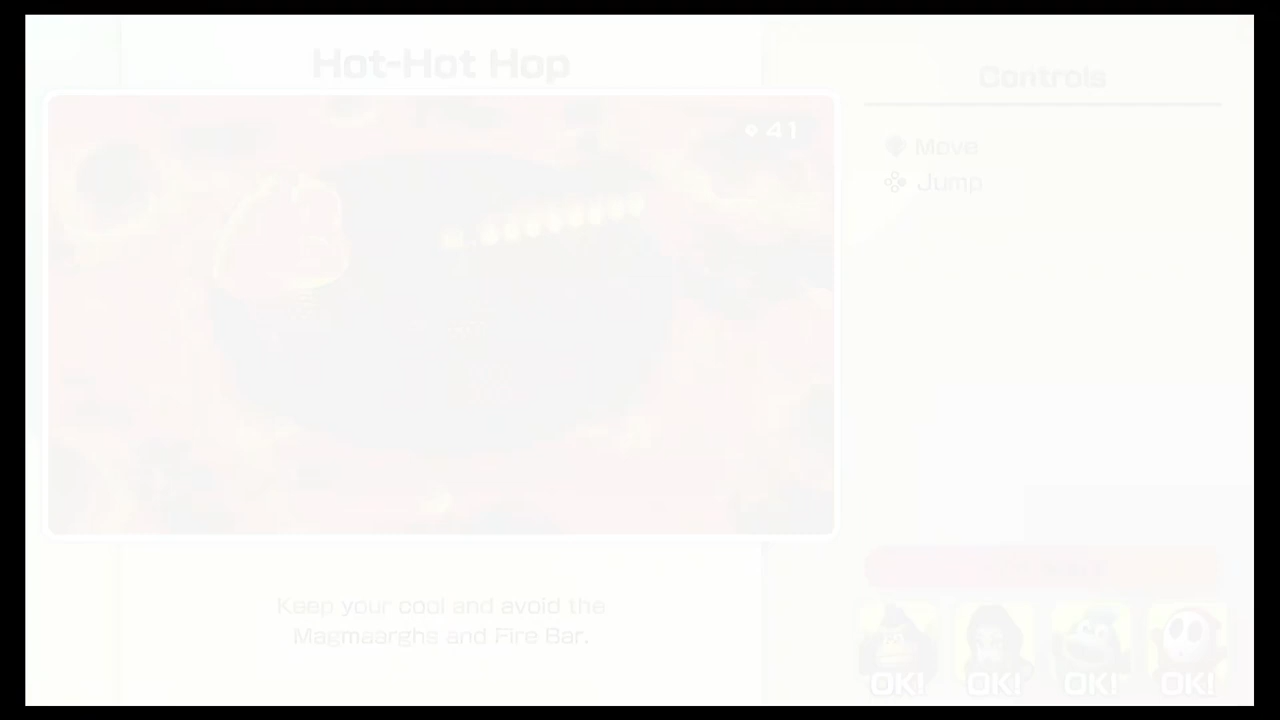 Hot-Hot Hop
41
Keep your cool and avoid the
Magmaarghs and Fire Bar.
Controls
Move
Jump
OK! OK! OK! OK!